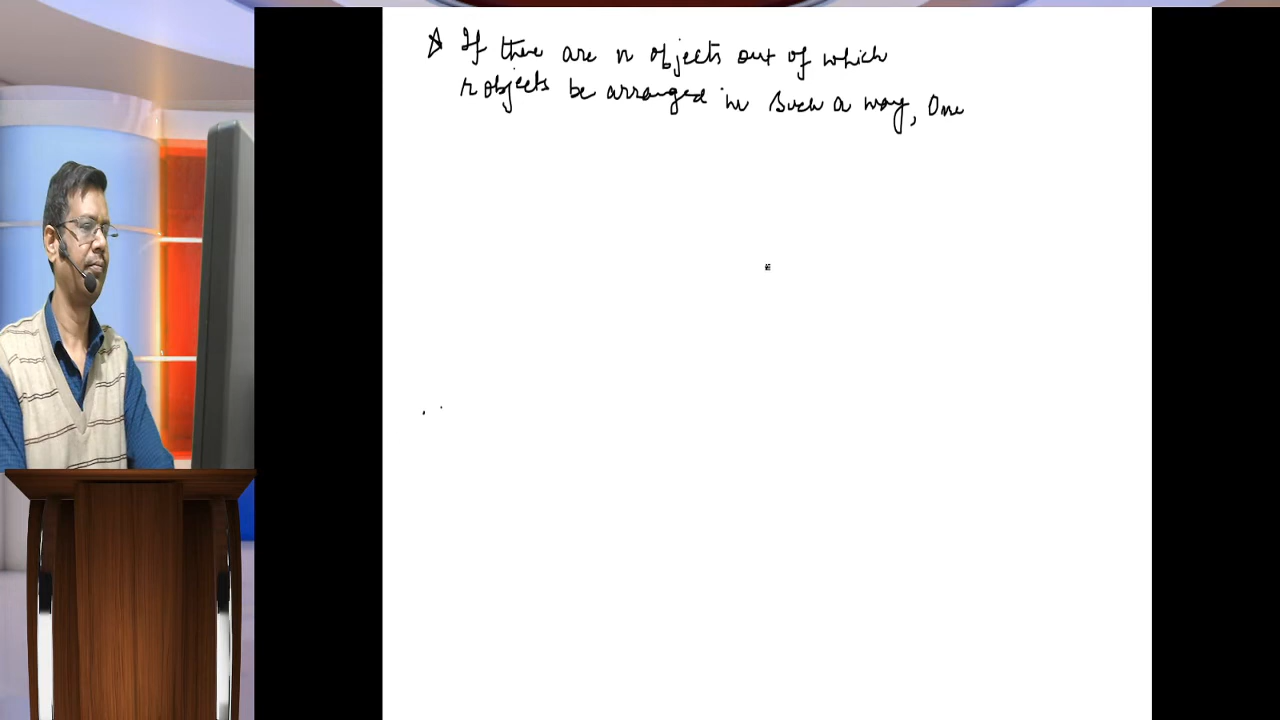 ☆ If there are n objects out of which
r objects be arranged in such a way, One